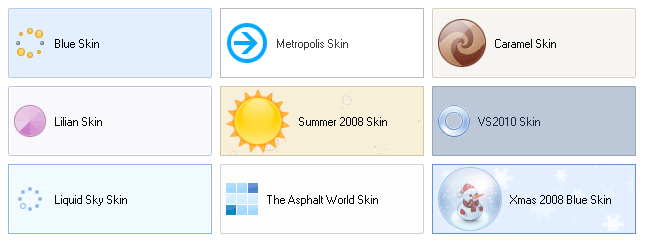 Blue Skin
Metropolis Skin
Caramel Skin
Lilian Skin
Summer 2008 Skin
VS2010 Skin
Liquid Sky Skin
The Asphalt World Skin
Xmas 2008 Blue Skin